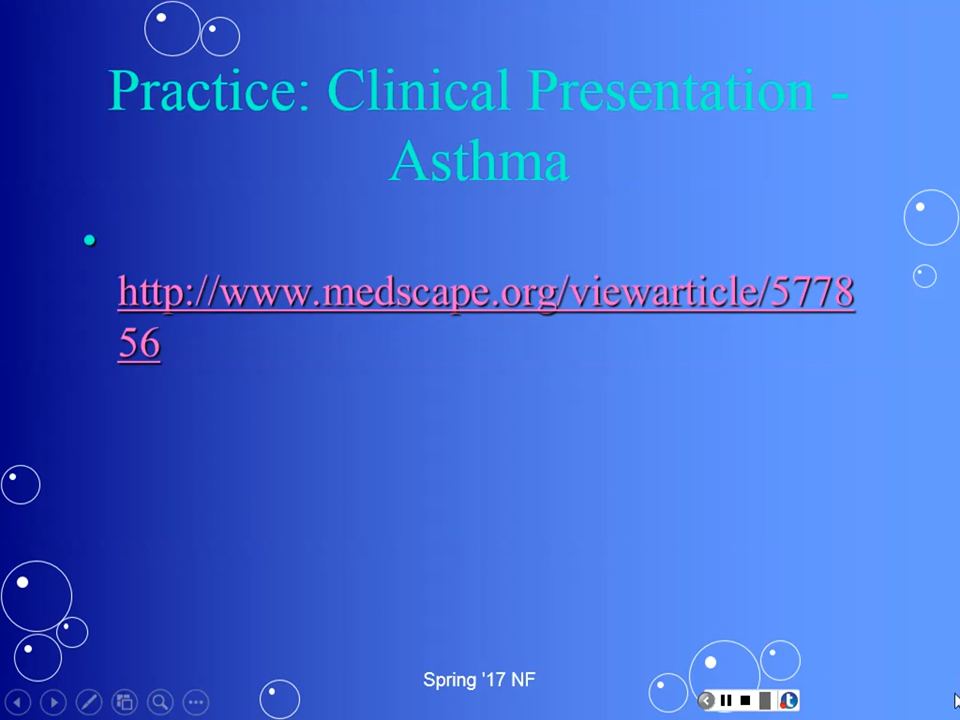 Practice: Clinical Presentation -
Asthma
•
http://www.medscape.org/viewarticle/5778
56
Spring '17 NF